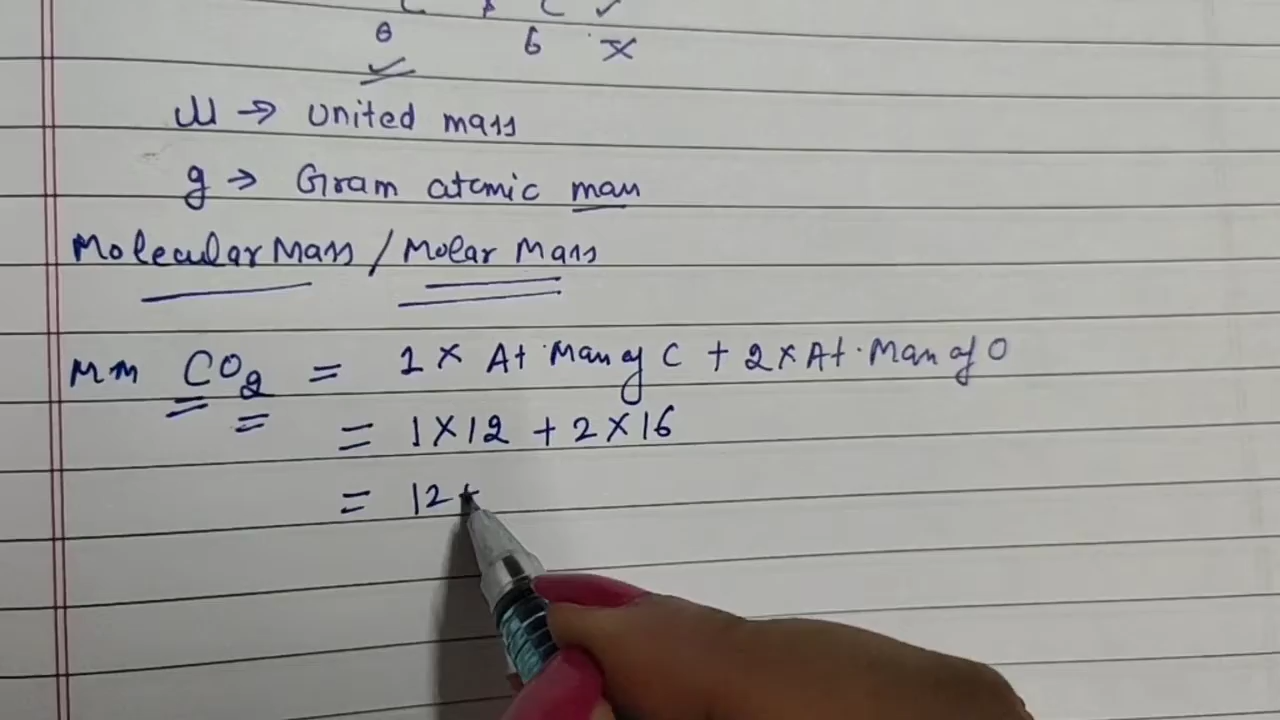 6 6 X
u → United mass
g → Gram atomic mass
Molecular Mass / Molar Mass
MM CO2 = 1 × At. Mass of C + 2 × At. Mass of O
= 1 × 12 + 2 × 16
= 12 +